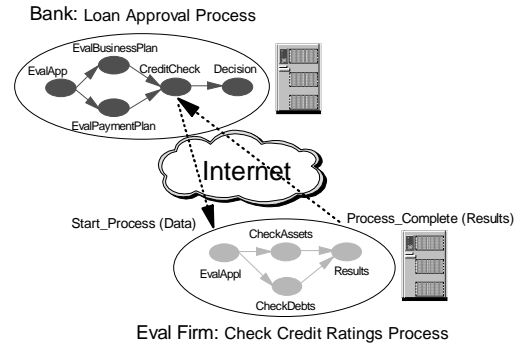 Bank: Loan Approval Process
EvalBusinessPlan
EvalApp
CreditCheck
Decision
EvalPaymentPlan
Internet
Start_Process (Data)
Process_Complete (Results)
CheckAssets
EvalAppl
Results
CheckDebts
Eval Firm: Check Credit Ratings Process